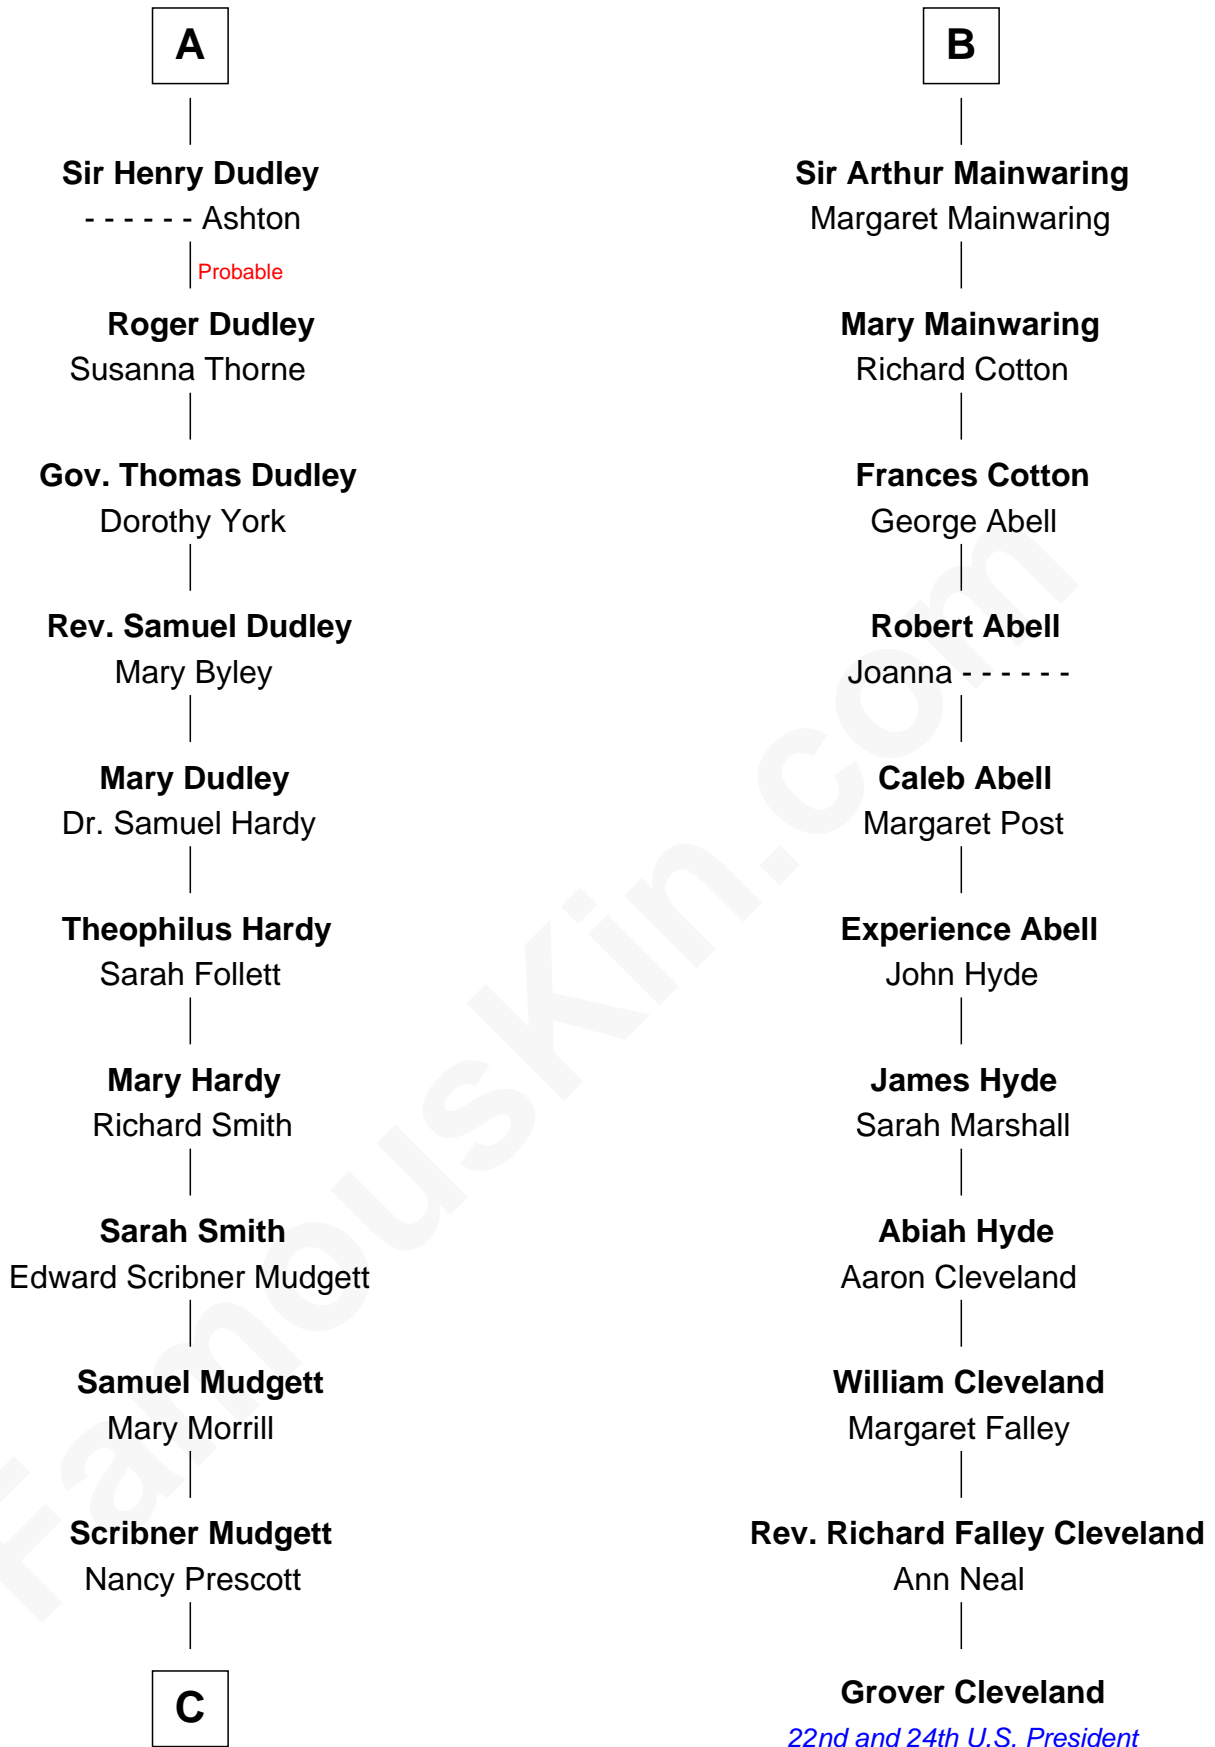 A
Sir Henry Dudley
- - - - - - Ashton
Probable
Roger Dudley
Susanna Thorne
Gov. Thomas Dudley
Dorothy York
Rev. Samuel Dudley
Mary Byley
Mary Dudley
Dr. Samuel Hardy
Theophilus Hardy
Sarah Follett
Mary Hardy
Richard Smith
Sarah Smith
Edward Scribner Mudgett
Samuel Mudgett
Mary Morrill
Scribner Mudgett
Nancy Prescott
C
B
Sir Arthur Mainwaring
Margaret Mainwaring
Mary Mainwaring
Richard Cotton
Frances Cotton
George Abell
Robert Abell
Joanna - - - - - -
Caleb Abell
Margaret Post
Experience Abell
John Hyde
James Hyde
Sarah Marshall
Abiah Hyde
Aaron Cleveland
William Cleveland
Margaret Falley
Rev. Richard Falley Cleveland
Ann Neal
Grover Cleveland
22nd and 24th U.S. President
FamousKin.com